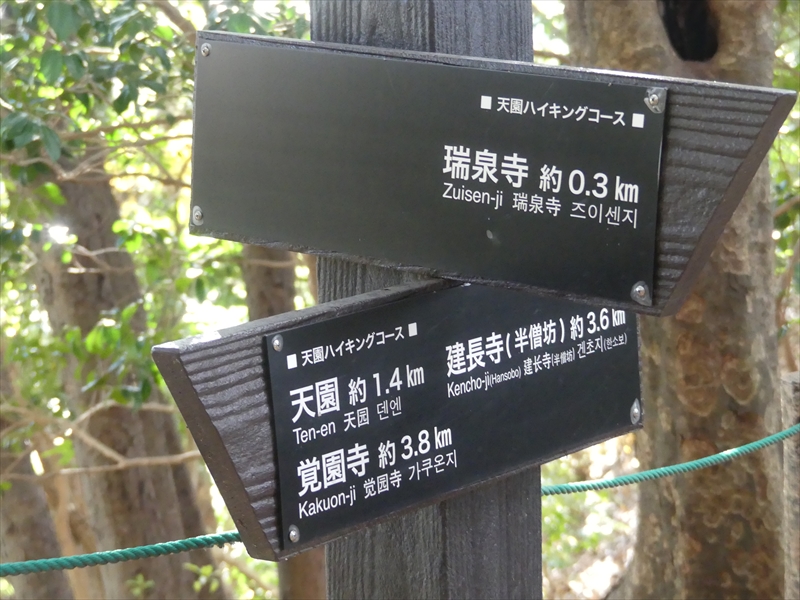 ■ 天園ハイキングコース ■
瑞泉寺 約 0.3 km
Zuisen-ji 瑞泉寺 즈이센지
■ 天園ハイキングコース ■
天園 約 1.4 km
Ten-en 天园 덴엔
覚園寺 約 3.8 km
Kakuon-ji 觉园寺 가쿠온지
建長寺(半僧坊) 約 3.6 km
Kencho-ji(Hansobo) 建长寺(半僧坊) 겐초지(한소보)